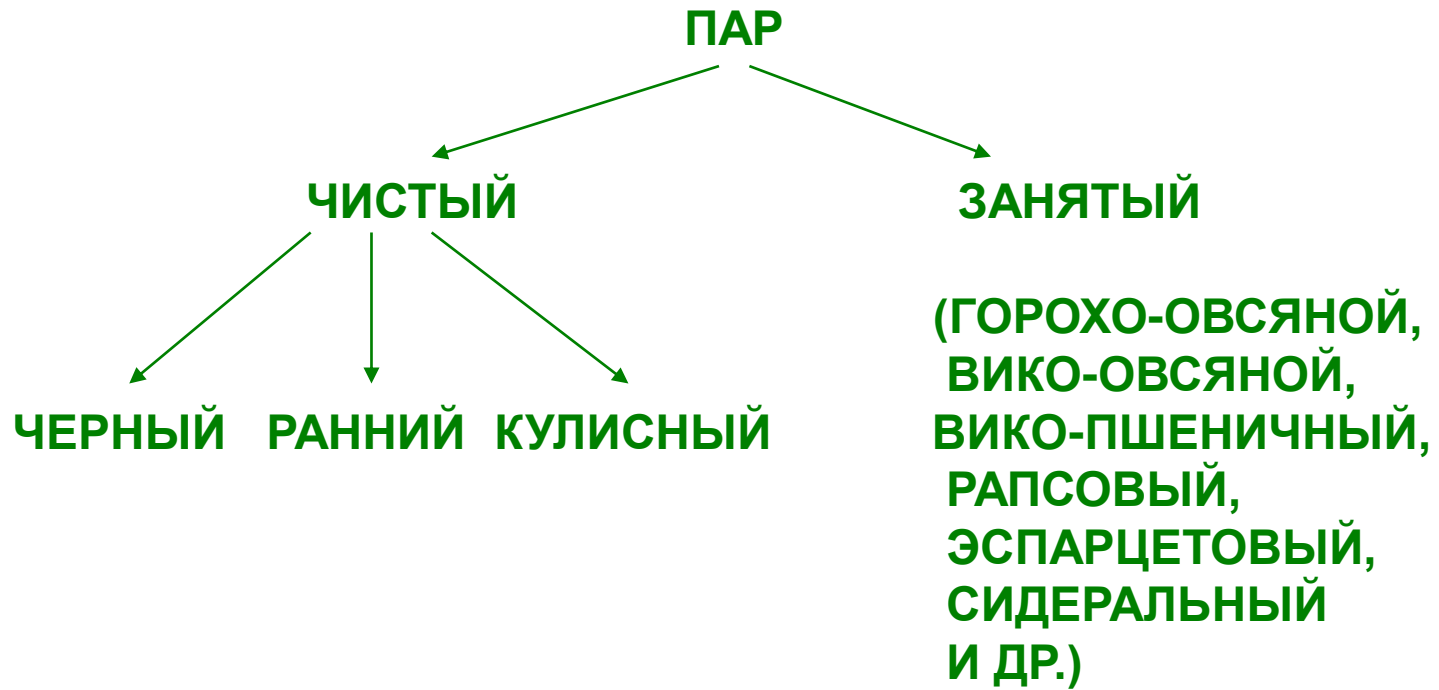 ПАР
ЧИСТЫЙ ЗАНЯТЫЙ
ЧЕРНЫЙ РАННИЙ КУЛИСНЫЙ
(ГОРОХО-ОВСЯНОЙ,
ВИКО-ОВСЯНОЙ,
ВИКО-ПШЕНИЧНЫЙ,
РАПСОВЫЙ,
ЭСПАРЦЕТОВЫЙ,
СИДЕРАЛЬНЫЙ
И ДР.)